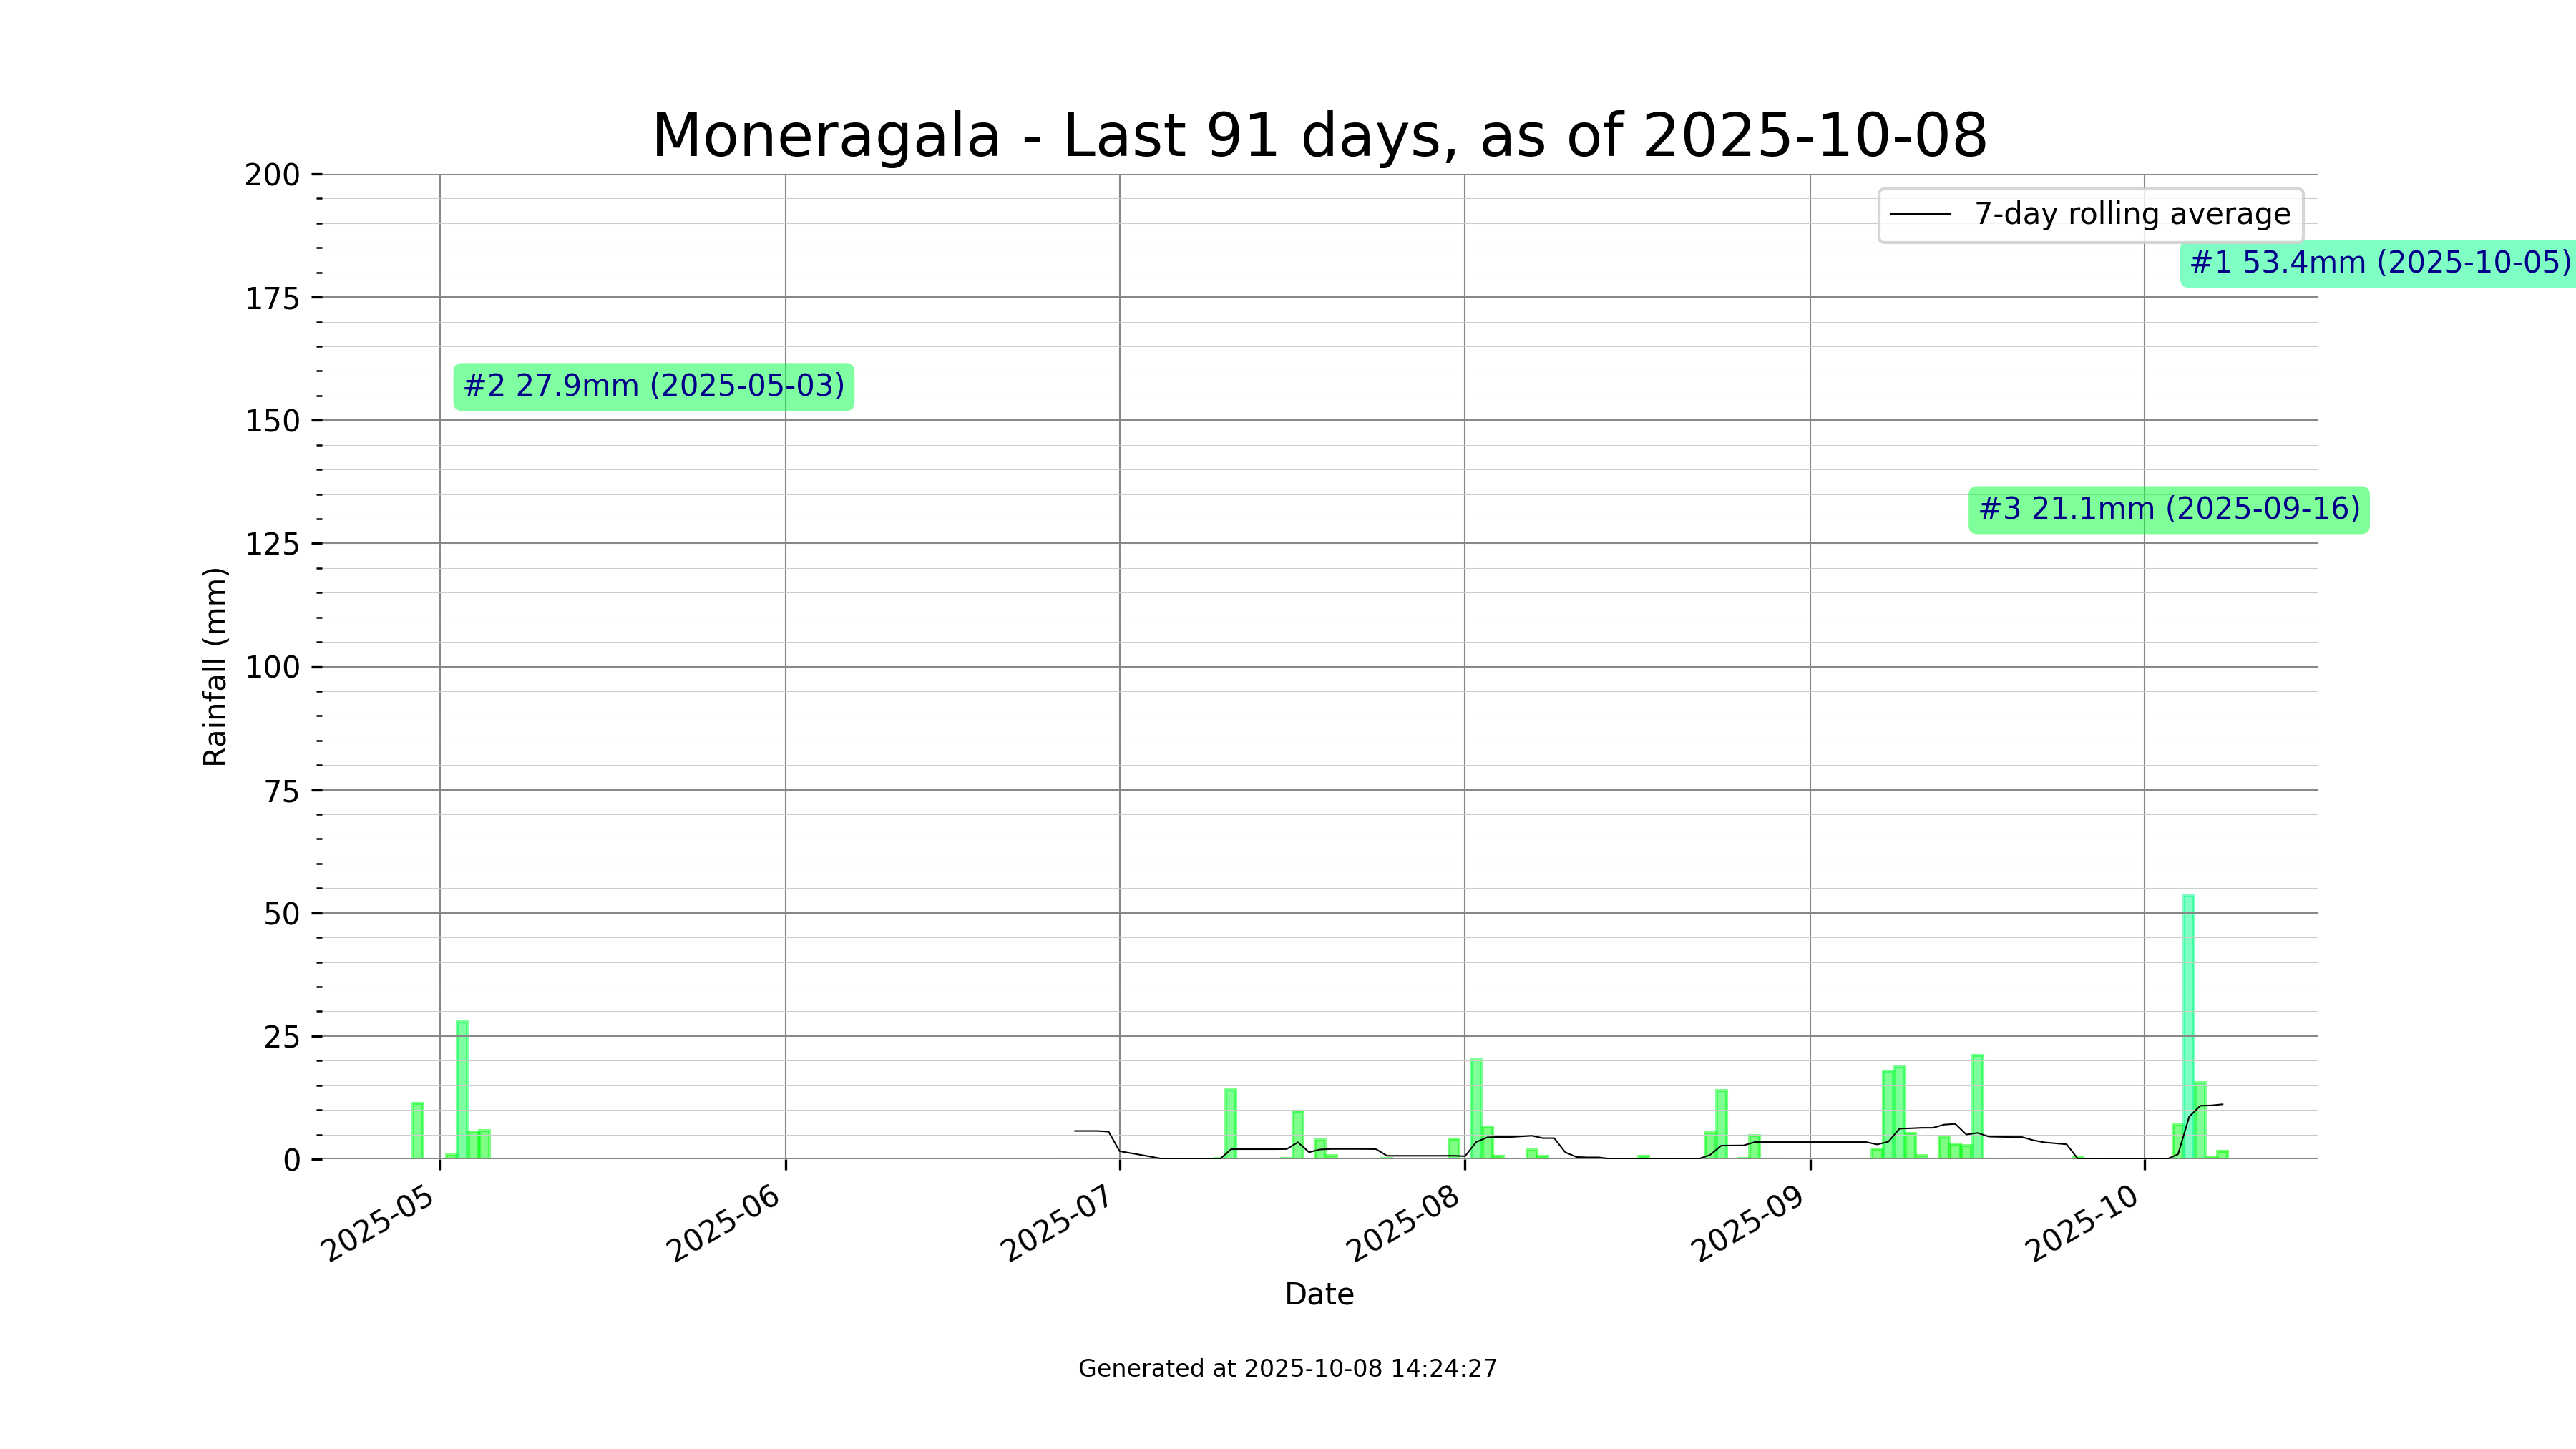 Moneragala - Last 91 days, as of 2025-10-08
200
175
150
125
100
75
50
25
0
Rainfall (mm)
7-day rolling average
#1 53.4mm (2025-10-05)
#2 27.9mm (2025-05-03)
#3 21.1mm (2025-09-16)
2025-05
2025-06
2025-07
2025-08
2025-09
2025-10
Date
Generated at 2025-10-08 14:24:27